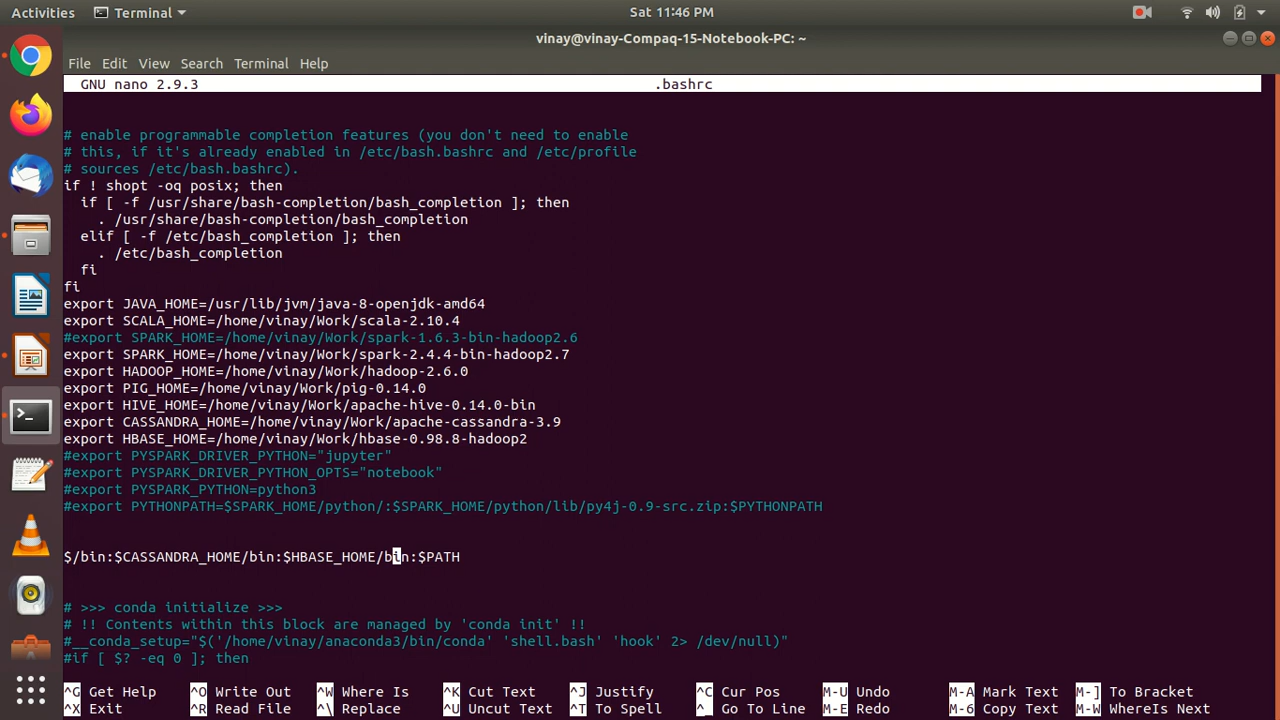 Activities Terminal Sat 11:46 PM
vinay@vinay-Compaq-15-Notebook-PC: ~
File Edit View Search Terminal Help
GNU nano 2.9.3 .bashrc
# enable programmable completion features (you don't need to enable
# this, if it's already enabled in /etc/bash.bashrc and /etc/profile
# sources /etc/bash.bashrc).
if ! shopt -oq posix; then
  if [ -f /usr/share/bash-completion/bash_completion ]; then
    . /usr/share/bash-completion/bash_completion
  elif [ -f /etc/bash_completion ]; then
    . /etc/bash_completion
  fi
fi
export JAVA_HOME=/usr/lib/jvm/java-8-openjdk-amd64
export SCALA_HOME=/home/vinay/Work/scala-2.10.4
#export SPARK_HOME=/home/vinay/Work/spark-1.6.3-bin-hadoop2.6
export SPARK_HOME=/home/vinay/Work/spark-2.4.4-bin-hadoop2.7
export HADOOP_HOME=/home/vinay/Work/hadoop-2.6.0
export PIG_HOME=/home/vinay/Work/pig-0.14.0
export HIVE_HOME=/home/vinay/Work/apache-hive-0.14.0-bin
export CASSANDRA_HOME=/home/vinay/Work/apache-cassandra-3.9
export HBASE_HOME=/home/vinay/Work/hbase-0.98.8-hadoop2
#export PYSPARK_DRIVER_PYTHON="jupyter"
#export PYSPARK_DRIVER_PYTHON_OPTS="notebook"
#export PYSPARK_PYTHON=python3
#export PYTHONPATH=$SPARK_HOME/python/:$SPARK_HOME/python/lib/py4j-0.9-src.zip:$PYTHONPATH
$/bin:$CASSANDRA_HOME/bin:$HBASE_HOME/bin:$PATH
# >>> conda initialize >>>
# !! Contents within this block are managed by 'conda init' !!
#__conda_setup="$('/home/vinay/anaconda3/bin/conda' 'shell.bash' 'hook' 2> /dev/null)"
#if [ $? -eq 0 ]; then
^G Get Help ^O Write Out ^W Where Is ^K Cut Text ^J Justify ^C Cur Pos M-U Undo M-A Mark Text M-] To Bracket
^X Exit ^R Read File ^\ Replace ^U Uncut Text ^T To Spell ^_ Go To Line M-E Redo M-6 Copy Text M-W WhereIs Next